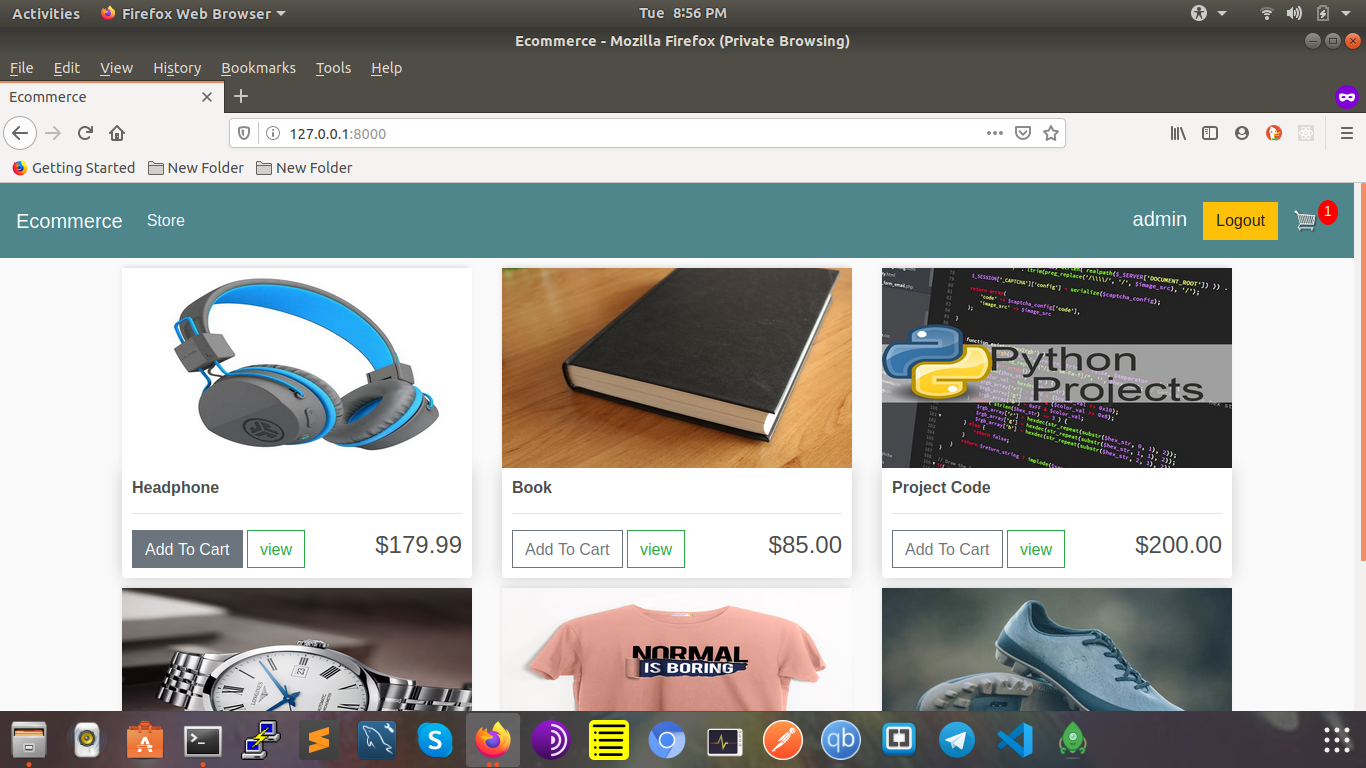 Activities Firefox Web Browser Tue 8:56 PM
Ecommerce - Mozilla Firefox (Private Browsing)
File Edit View History Bookmarks Tools Help
Ecommerce
127.0.0.1:8000
Getting Started New Folder New Folder
Ecommerce Store admin Logout 1
Python
Projects
Headphone Book Project Code
Add To Cart view $179.99 Add To Cart view $85.00 Add To Cart view $200.00
NORMAL
IS BORING
LONGINES
23
qb